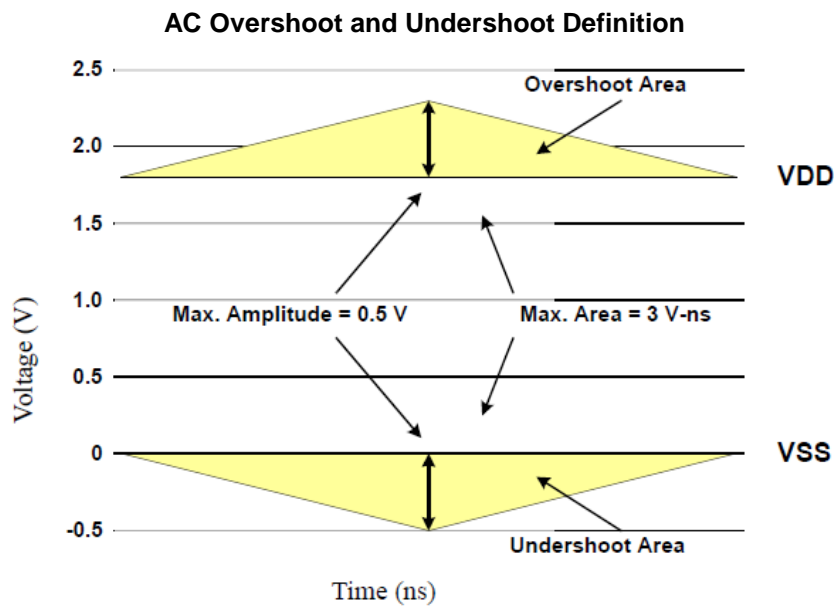 AC Overshoot and Undershoot Definition
2.5
Overshoot Area
2.0
VDD
1.5
1.0
Max. Amplitude = 0.5 V
Max. Area = 3 V-ns
Voltage (V)
0.5
0
VSS
-0.5
Undershoot Area
Time (ns)